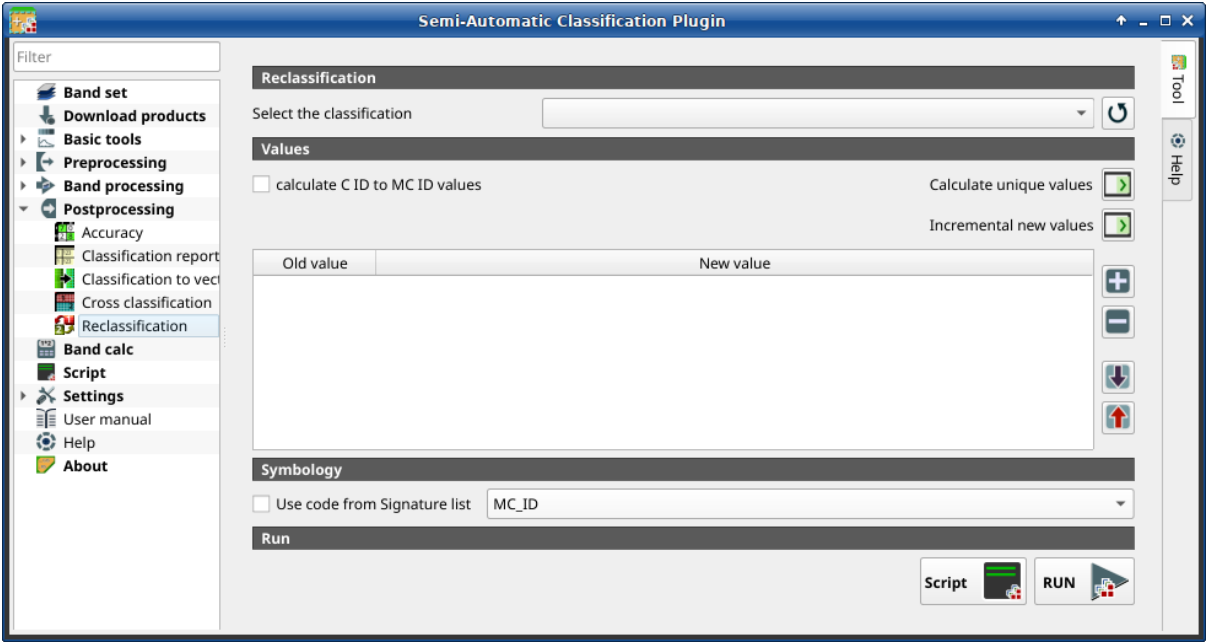 Semi-Automatic Classification Plugin
Filter
Band set
Download products
Basic tools
Preprocessing
Band processing
Postprocessing
Accuracy
Classification report
Classification to vect
Cross classification
Reclassification
Band calc
Script
Settings
User manual
Help
About
Reclassification
Select the classification
Values
calculate C ID to MC ID values
Calculate unique values
Incremental new values
Old value New value
Symbology
Use code from Signature list MC_ID
Run
Script RUN
Tool
Help